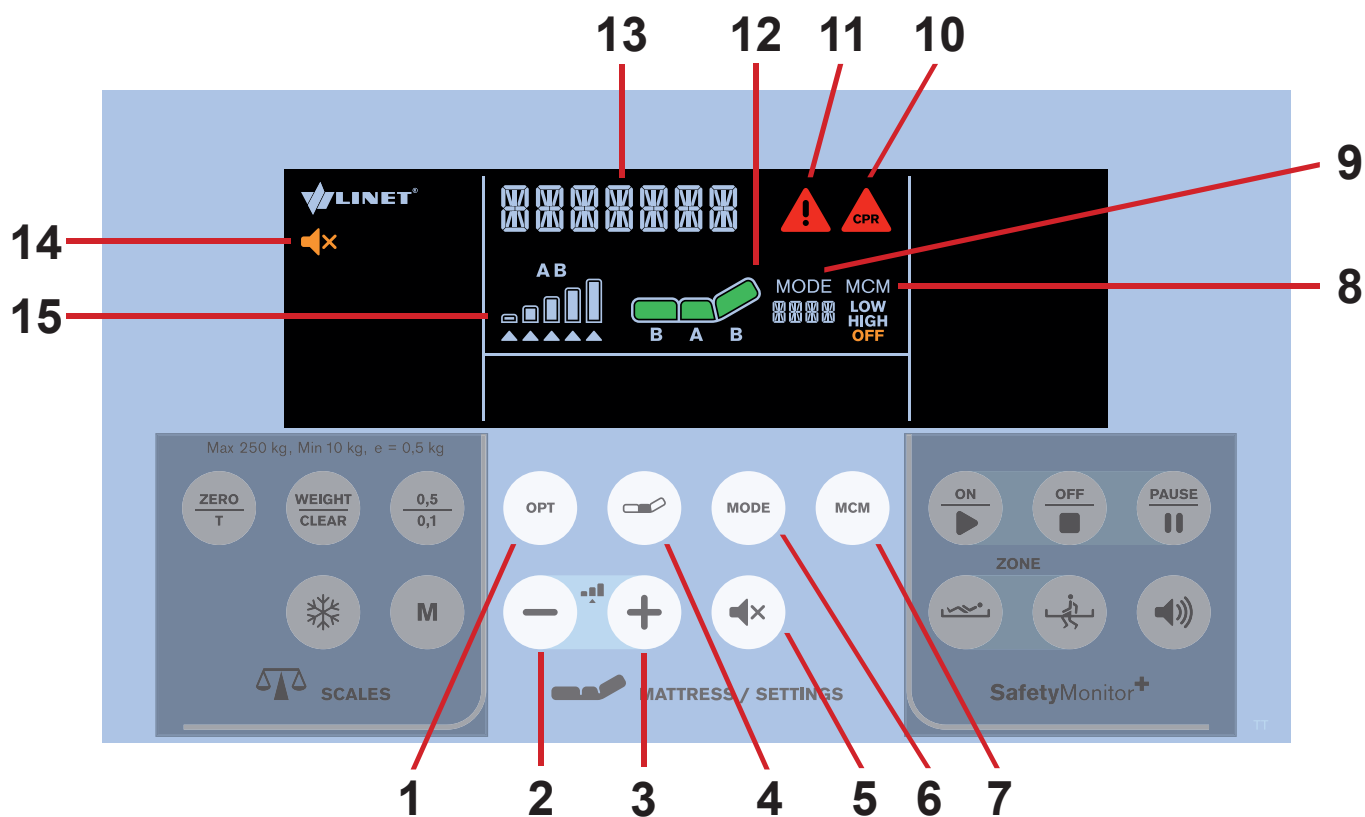 13 12 11 10
9
LINET®
CPR
14
A B
MODE MCM
8
LOW
15
HIGH
B A B
OFF
Max 250 kg, Min 10 kg, e = 0,5 kg
ZERO
T
WEIGHT
CLEAR
0,5
0,1
OPT
MODE
MCM
ON
OFF
PAUSE
ZONE
M
SCALES
MATTRESS / SETTINGS
SafetyMonitor+
TT
1 2 3 4 5 6 7